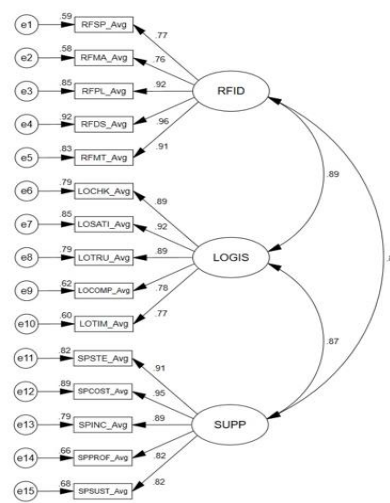 e1 .59 RFSP_Avg .77
e2 .58 RFMA_Avg .76
e3 .85 RFPL_Avg .92 RFID
e4 .92 RFDS_Avg .96
e5 .83 RFMT_Avg .91
.89
e6 .79 LOCHK_Avg .89
e7 .85 LOSATI_Avg .92
e8 .79 LOTRU_Avg .89 LOGIS
e9 .62 LOCOMP_Avg .78
e10 .60 LOTIM_Avg .77
.87
e11 .82 SPSTE_Avg .91
e12 .89 SPCOST_Avg .95
e13 .79 SPINC_Avg .89 SUPP
e14 .66 SPPROF_Avg .82
e15 .68 SPSUST_Avg .82